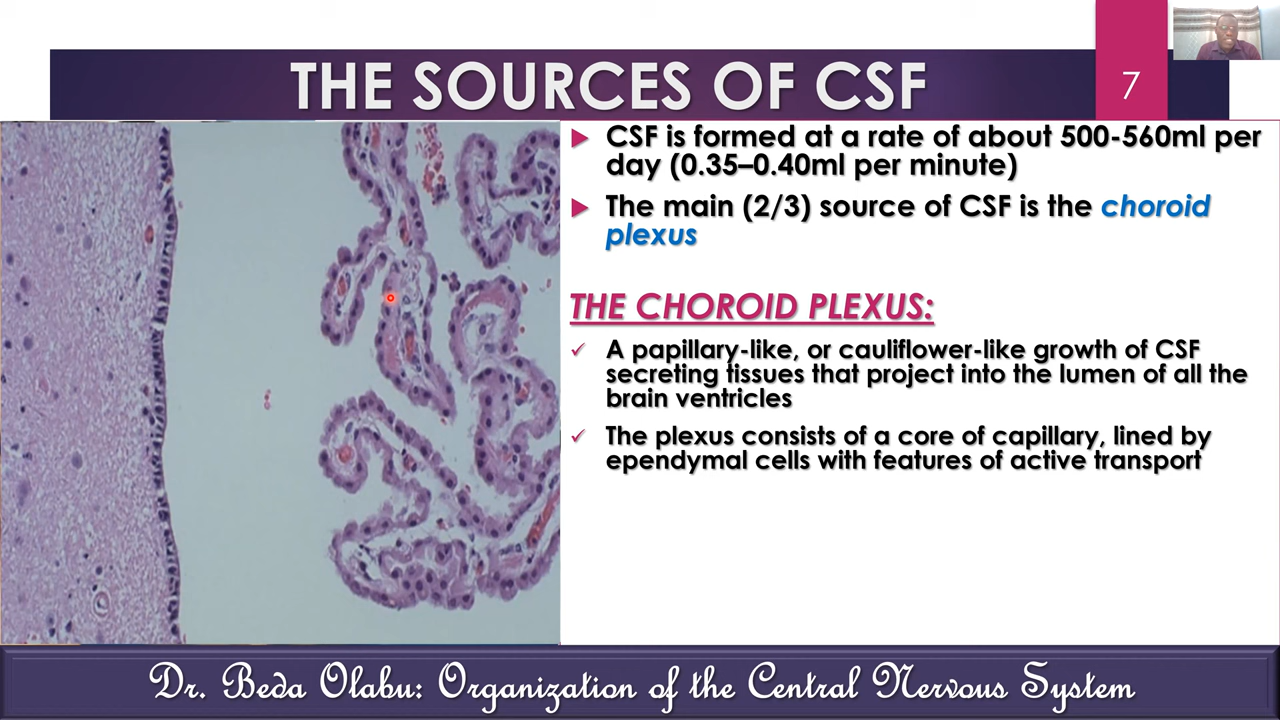 THE SOURCES OF CSF
7
► CSF is formed at a rate of about 500-560ml per
day (0.35–0.40ml per minute)
► The main (2/3) source of CSF is the choroid
plexus
THE CHOROID PLEXUS:
✓ A papillary-like, or cauliflower-like growth of CSF
secreting tissues that project into the lumen of all the
brain ventricles
✓ The plexus consists of a core of capillary, lined by
ependymal cells with features of active transport
Dr. Beda Olabu: Organization of the Central Nervous System